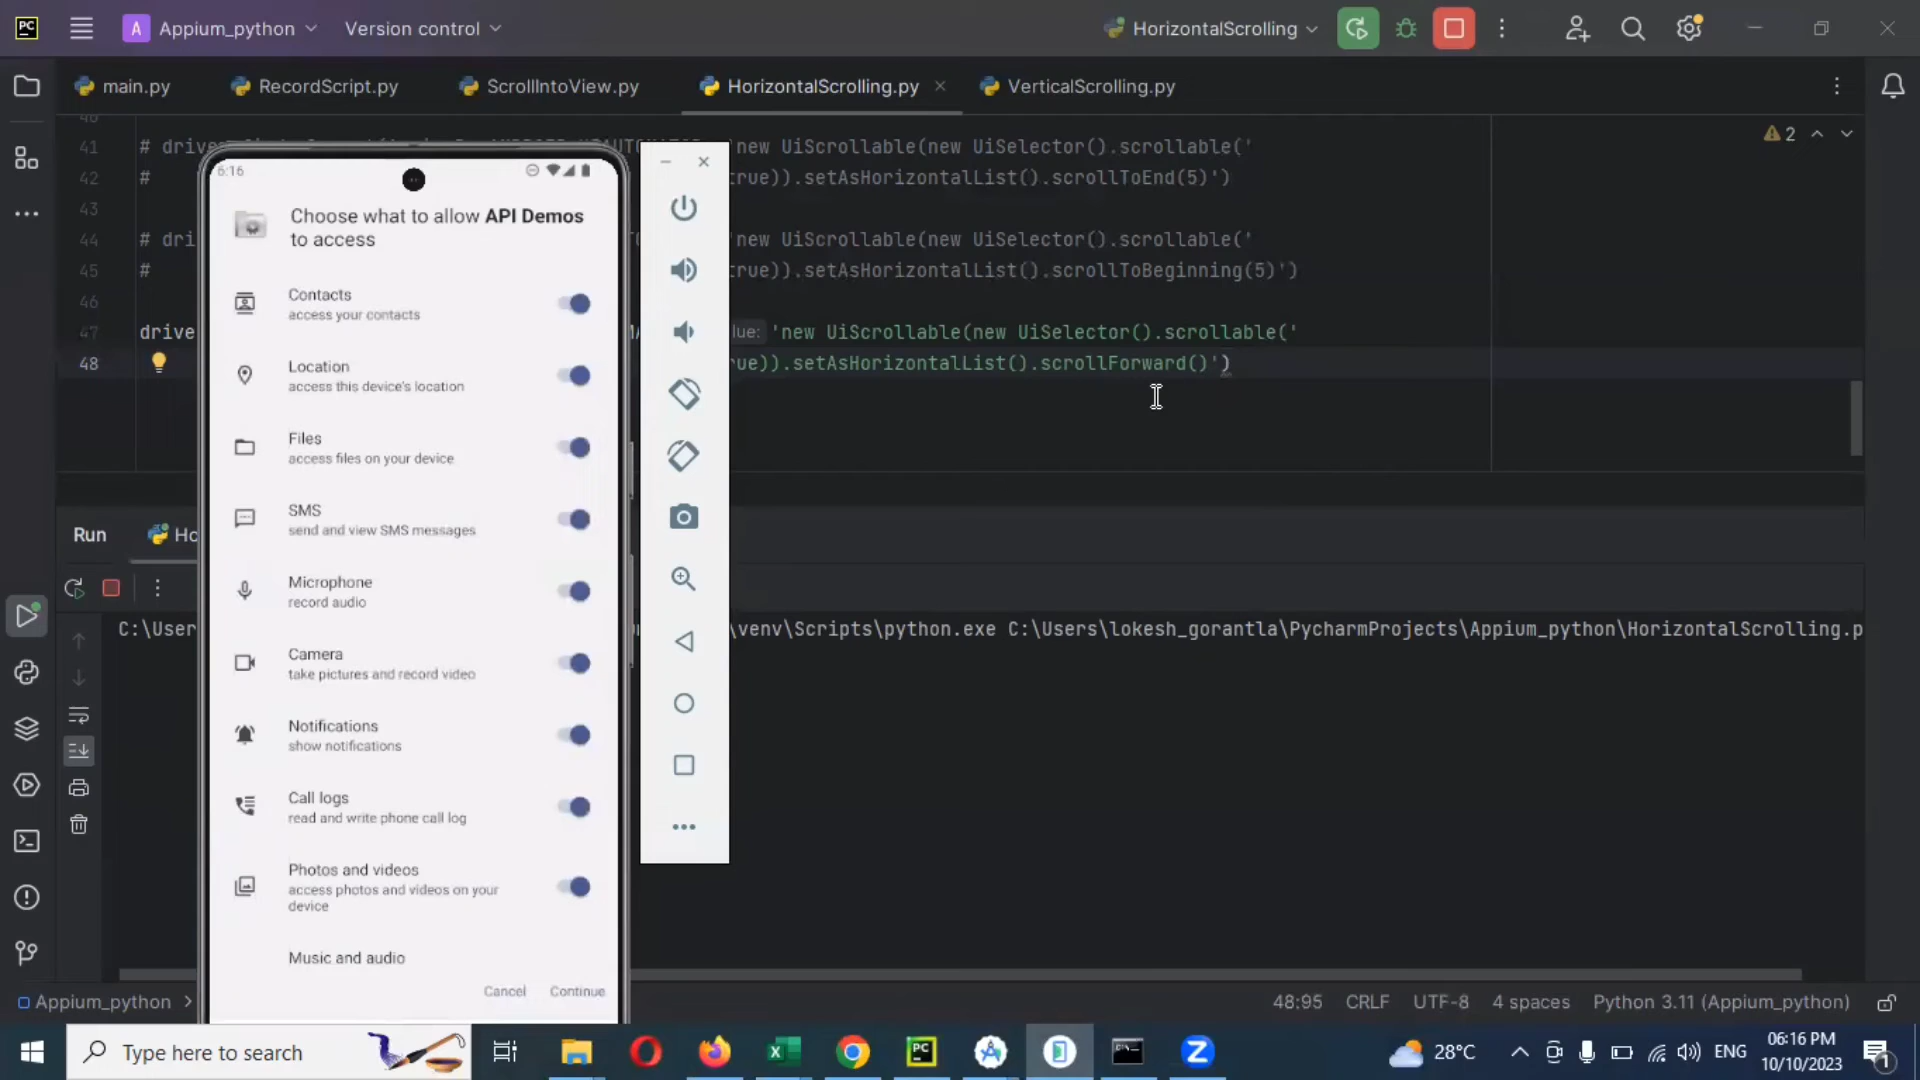 PC A Appium_python Version control HorizontalScrolling
main.py RecordScript.py ScrollIntoView.py HorizontalScrolling.py VerticalScrolling.py
2
41 # 'new UiScrollable(new UiSelector().scrollable('
42 # true)).setAsHorizontalList().scrollToEnd(5)')
43
44 # 'new UiScrollable(new UiSelector().scrollable('
45 # true)).setAsHorizontalList().scrollToBeginning(5)')
46
47 drive lue: 'new UiScrollable(new UiSelector().scrollable('
48 rue)).setAsHorizontalList().scrollForward()')
6:16
Choose what to allow API Demos
to access
Contacts
access your contacts
Location
access this device's location
Files
access files on your device
SMS
send and view SMS messages
Microphone
record audio
Camera
take pictures and record video
Notifications
show notifications
Call logs
read and write phone call log
Photos and videos
access photos and videos on your
device
Music and audio
Cancel Continue
Run Ho
C:\User \venv\Scripts\python.exe C:\Users\lokesh_gorantla\PycharmProjects\Appium_python\HorizontalScrolling.p
Appium_python 48:95 CRLF UTF-8 4 spaces Python 3.11 (Appium_python)
Type here to search 28°C ENG 06:16 PM
10/10/2023
1